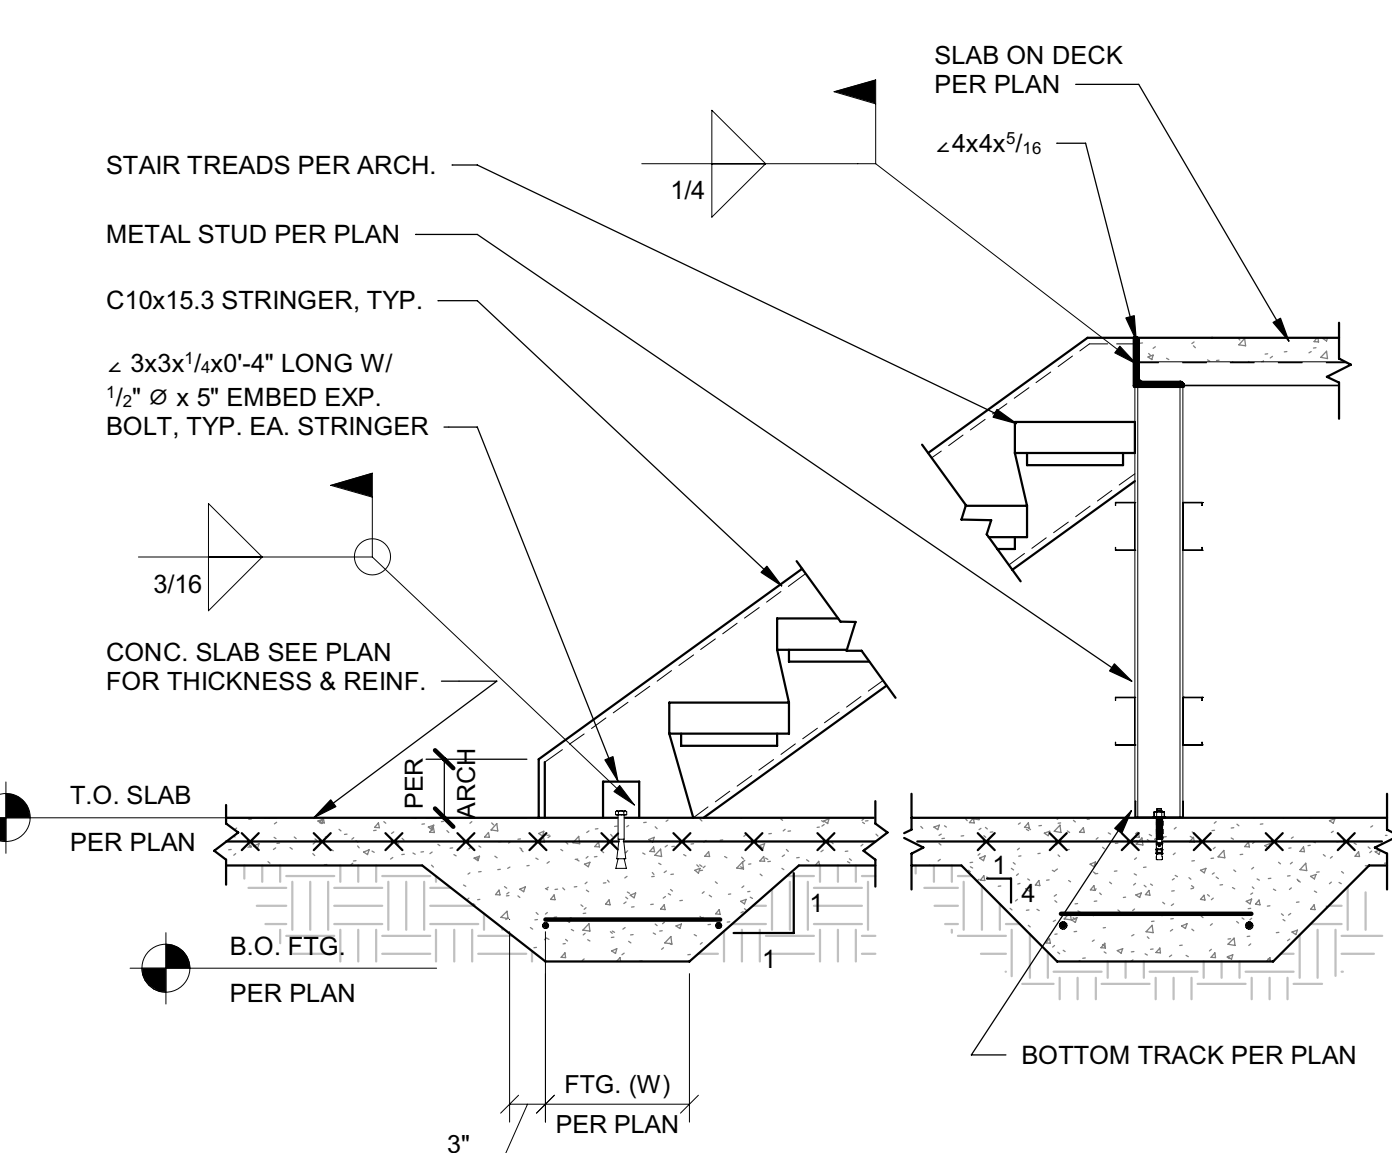 SLAB ON DECK
PER PLAN
∠4x4x5/16
1/4
STAIR TREADS PER ARCH.
METAL STUD PER PLAN
C10x15.3 STRINGER, TYP.
∠ 3x3x1/4x0'-4" LONG W/
1/2" Ø x 5" EMBED EXP.
BOLT, TYP. EA. STRINGER
3/16
CONC. SLAB SEE PLAN
FOR THICKNESS & REINF.
PER
ARCH
T.O. SLAB
PER PLAN
1
1
1
4
B.O. FTG.
PER PLAN
BOTTOM TRACK PER PLAN
FTG. (W)
PER PLAN
3"